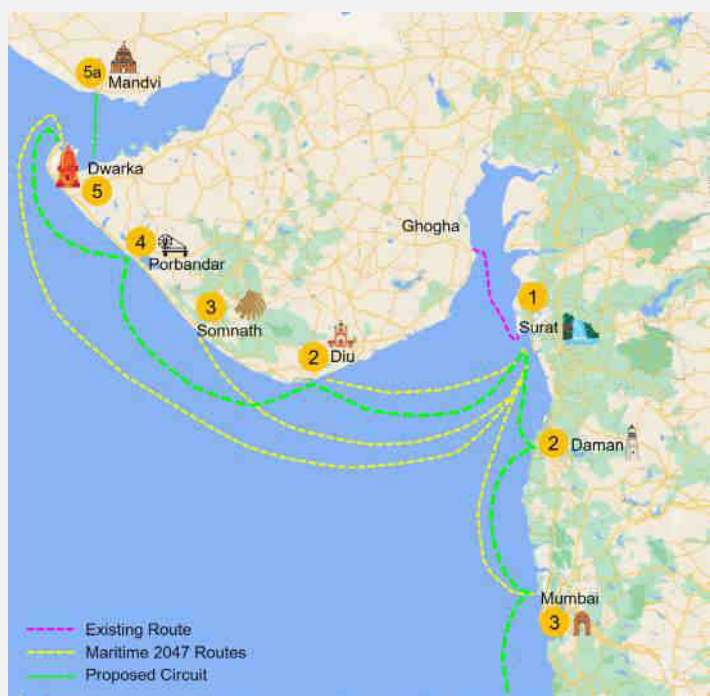 5a
Mandvi
Dwarka
5
4
Porbandar
Ghogha
3
Somnath
1
Surat
2 Diu
2 Daman
Mumbai
3
Existing Route
Maritime 2047 Routes
Proposed Circuit